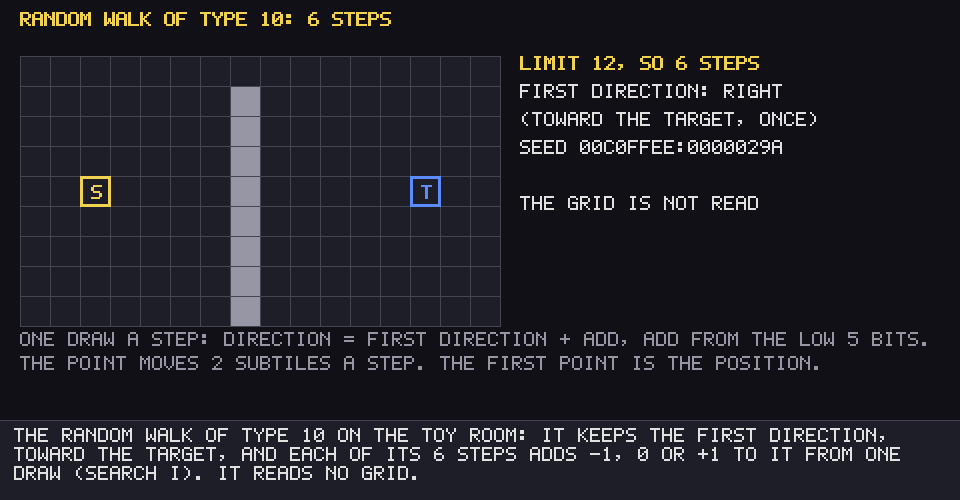 RANDOM WALK OF TYPE 10: 6 STEPS
LIMIT 12, SO 6 STEPS
FIRST DIRECTION: RIGHT
(TOWARD THE TARGET, ONCE)
SEED 00C0FFEE:0000029A
S
T
THE GRID IS NOT READ
ONE DRAW A STEP: DIRECTION = FIRST DIRECTION + ADD, ADD FROM THE LOW 5 BITS.
THE POINT MOVES 2 SUBTILES A STEP. THE FIRST POINT IS THE POSITION.
THE RANDOM WALK OF TYPE 10 ON THE TOY ROOM: IT KEEPS THE FIRST DIRECTION,
TOWARD THE TARGET, AND EACH OF ITS 6 STEPS ADDS -1, 0 OR +1 TO IT FROM ONE
DRAW (SEARCH I). IT READS NO GRID.